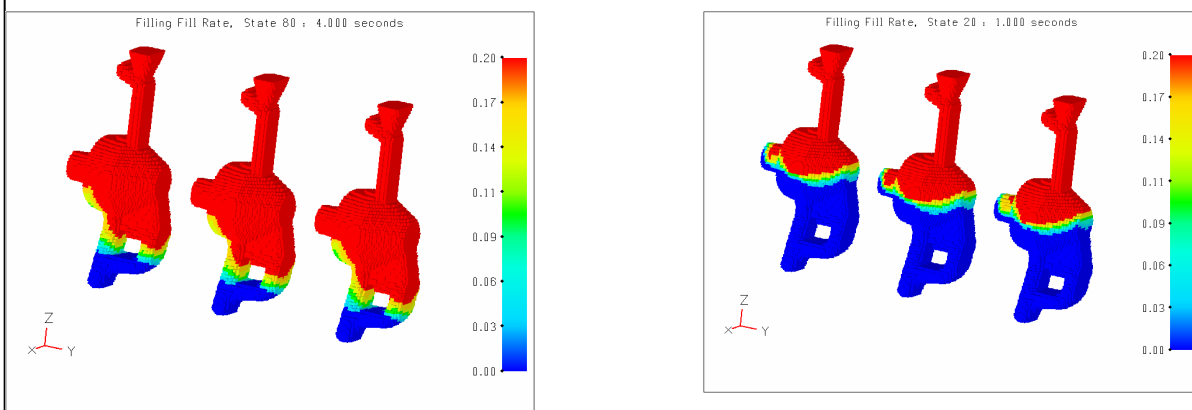 Filling Fill Rate, State 80 : 4.000 seconds
0.20
0.17
0.14
0.11
0.09
0.06
0.03
0.00
Z
X
Y
Filling Fill Rate, State 20 : 1.000 seconds
0.20
0.17
0.14
0.11
0.09
0.06
0.03
0.00
Z
X
Y